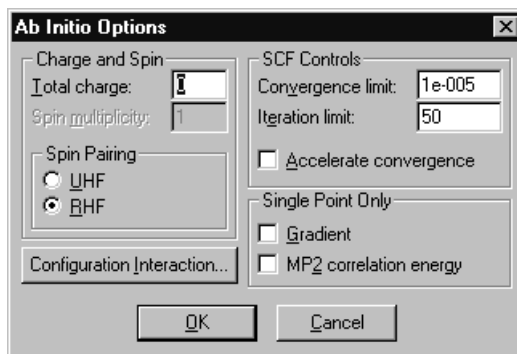 Ab Initio Options
Charge and Spin
Total charge:
Spin multiplicity: 1
Spin Pairing
UHF
RHF
Configuration Interaction...
SCF Controls
Convergence limit: 1e-005
Iteration limit: 50
Accelerate convergence
Single Point Only
Gradient
MP2 correlation energy
OK
Cancel